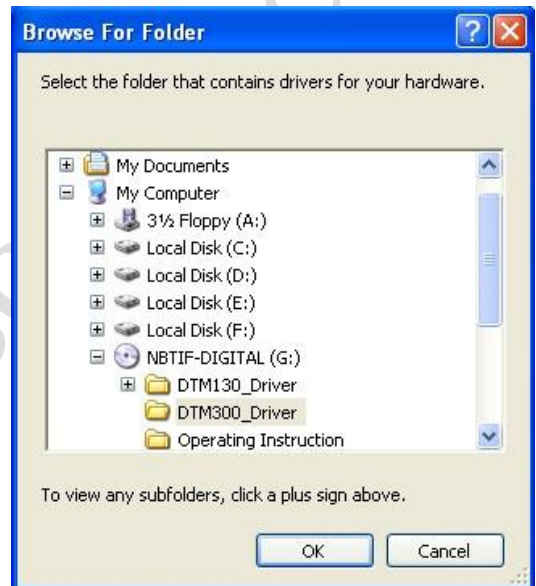 Browse For Folder
Select the folder that contains drivers for your hardware.
My Documents
My Computer
3½ Floppy (A:)
Local Disk (C:)
Local Disk (D:)
Local Disk (E:)
Local Disk (F:)
NBTIF-DIGITAL (G:)
DTM130_Driver
DTM300_Driver
Operating Instruction
To view any subfolders, click a plus sign above.
OK Cancel